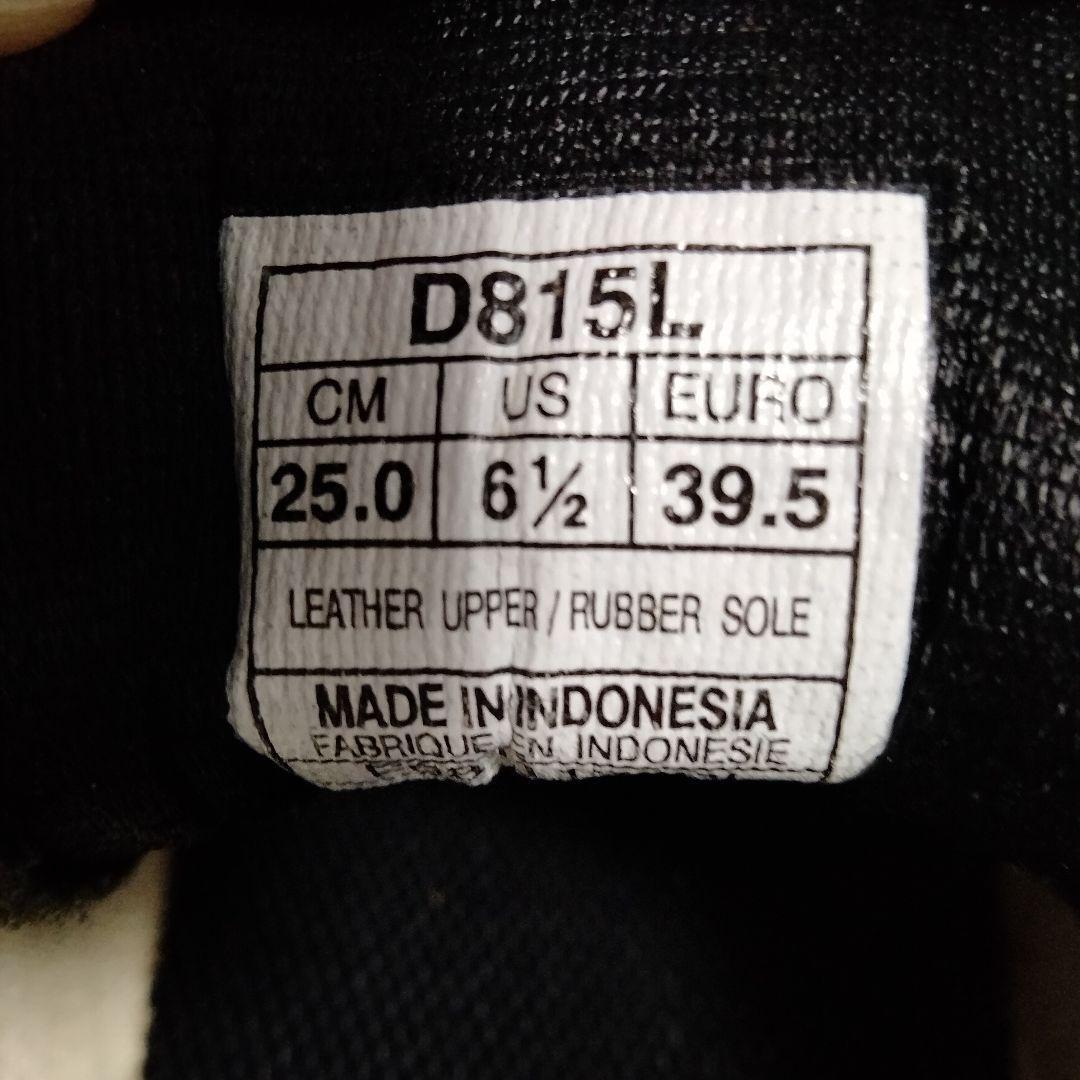 D815L
CM US EURO
25.0 6½ 39.5
LEATHER UPPER / RUBBER SOLE
MADE IN INDONESIA
FABRIQUE EN INDONESIE